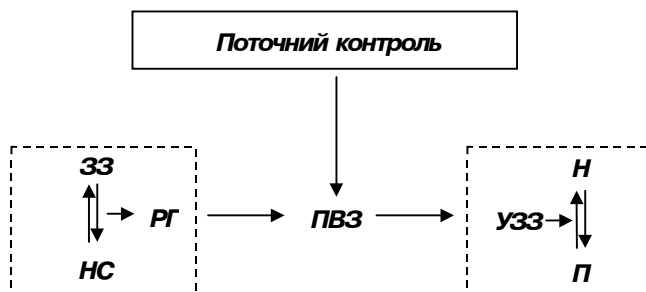 Поточний контроль
ЗЗ
Н
РГ
ПВЗ
УЗЗ
НС
П